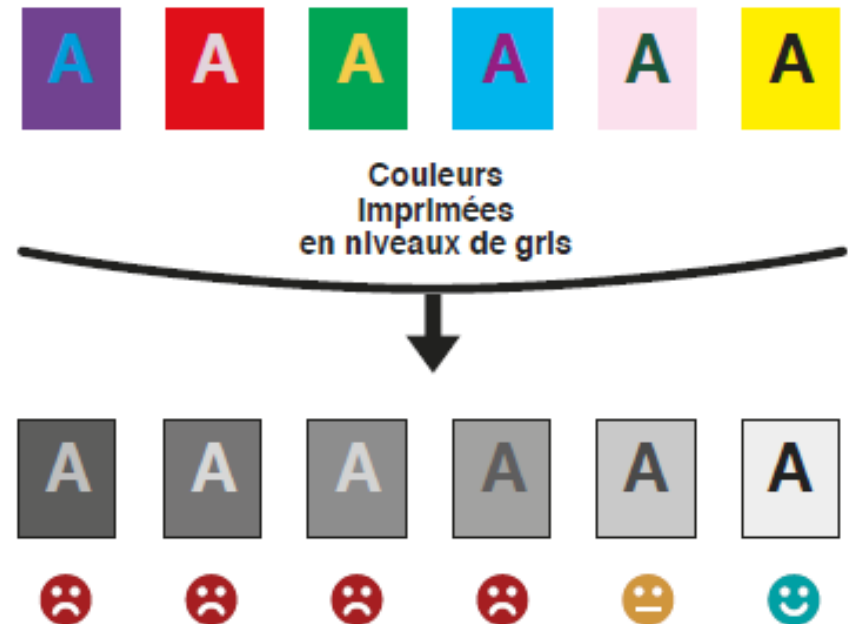 A A A A A A
Couleurs
imprimées
en niveaux de gris
A A A A A A